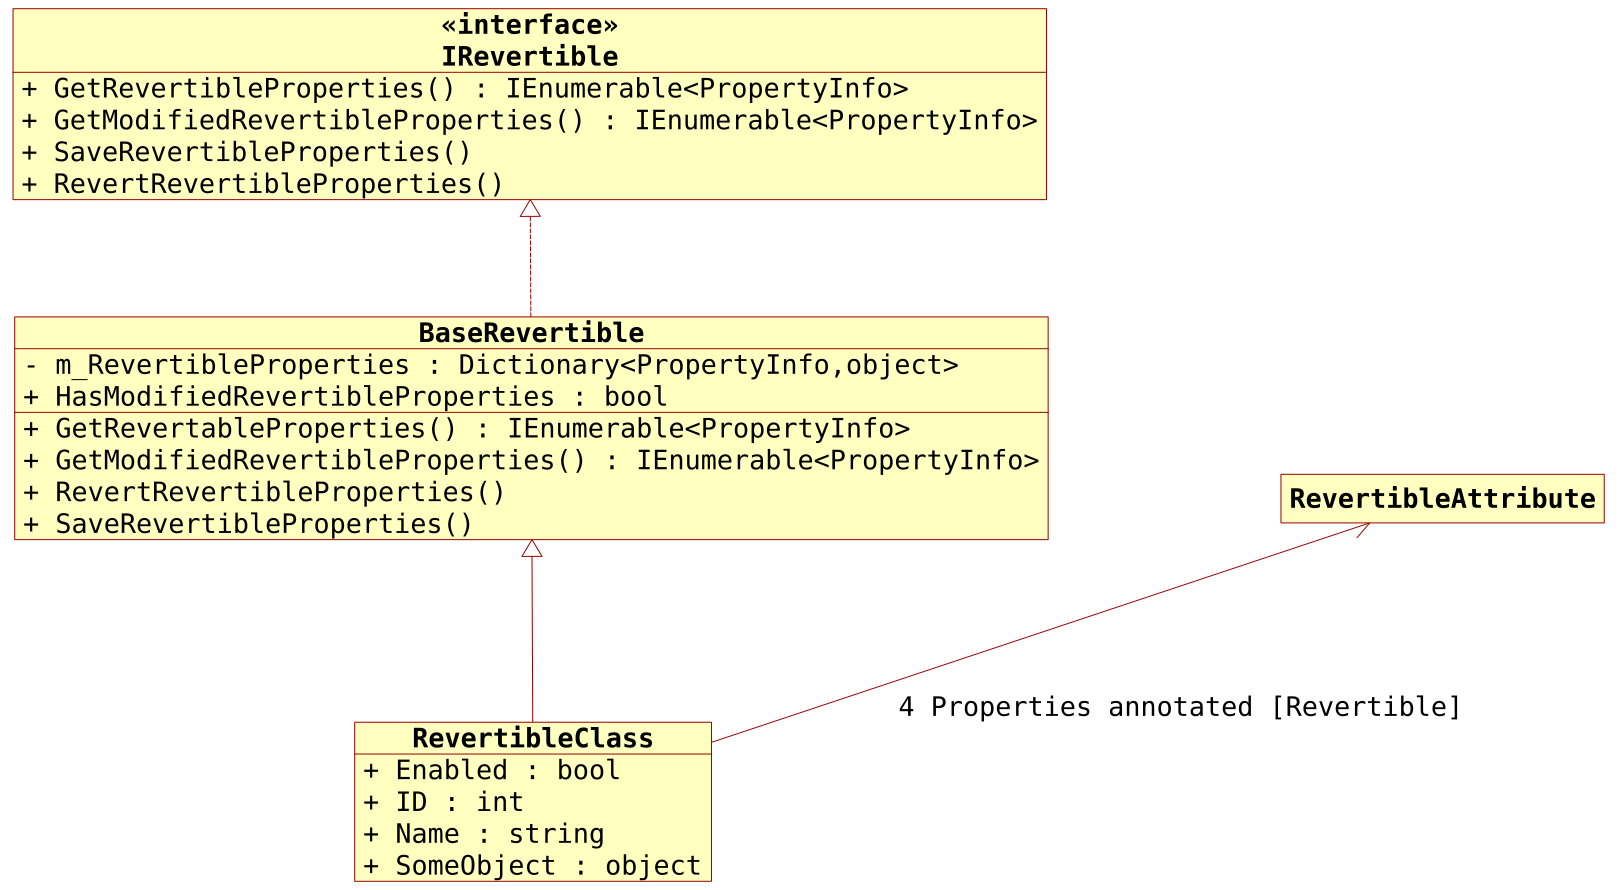 «interface»
IRevertible
+ GetRevertibleProperties() : IEnumerable<PropertyInfo>
+ GetModifiedRevertibleProperties() : IEnumerable<PropertyInfo>
+ SaveRevertibleProperties()
+ RevertRevertibleProperties()
BaseRevertible
- m_RevertibleProperties : Dictionary<PropertyInfo,object>
+ HasModifiedRevertibleProperties : bool
+ GetRevertableProperties() : IEnumerable<PropertyInfo>
+ GetModifiedRevertibleProperties() : IEnumerable<PropertyInfo>
+ RevertRevertibleProperties()
+ SaveRevertibleProperties()
RevertibleAttribute
4 Properties annotated [Revertible]
RevertibleClass
+ Enabled : bool
+ ID : int
+ Name : string
+ SomeObject : object